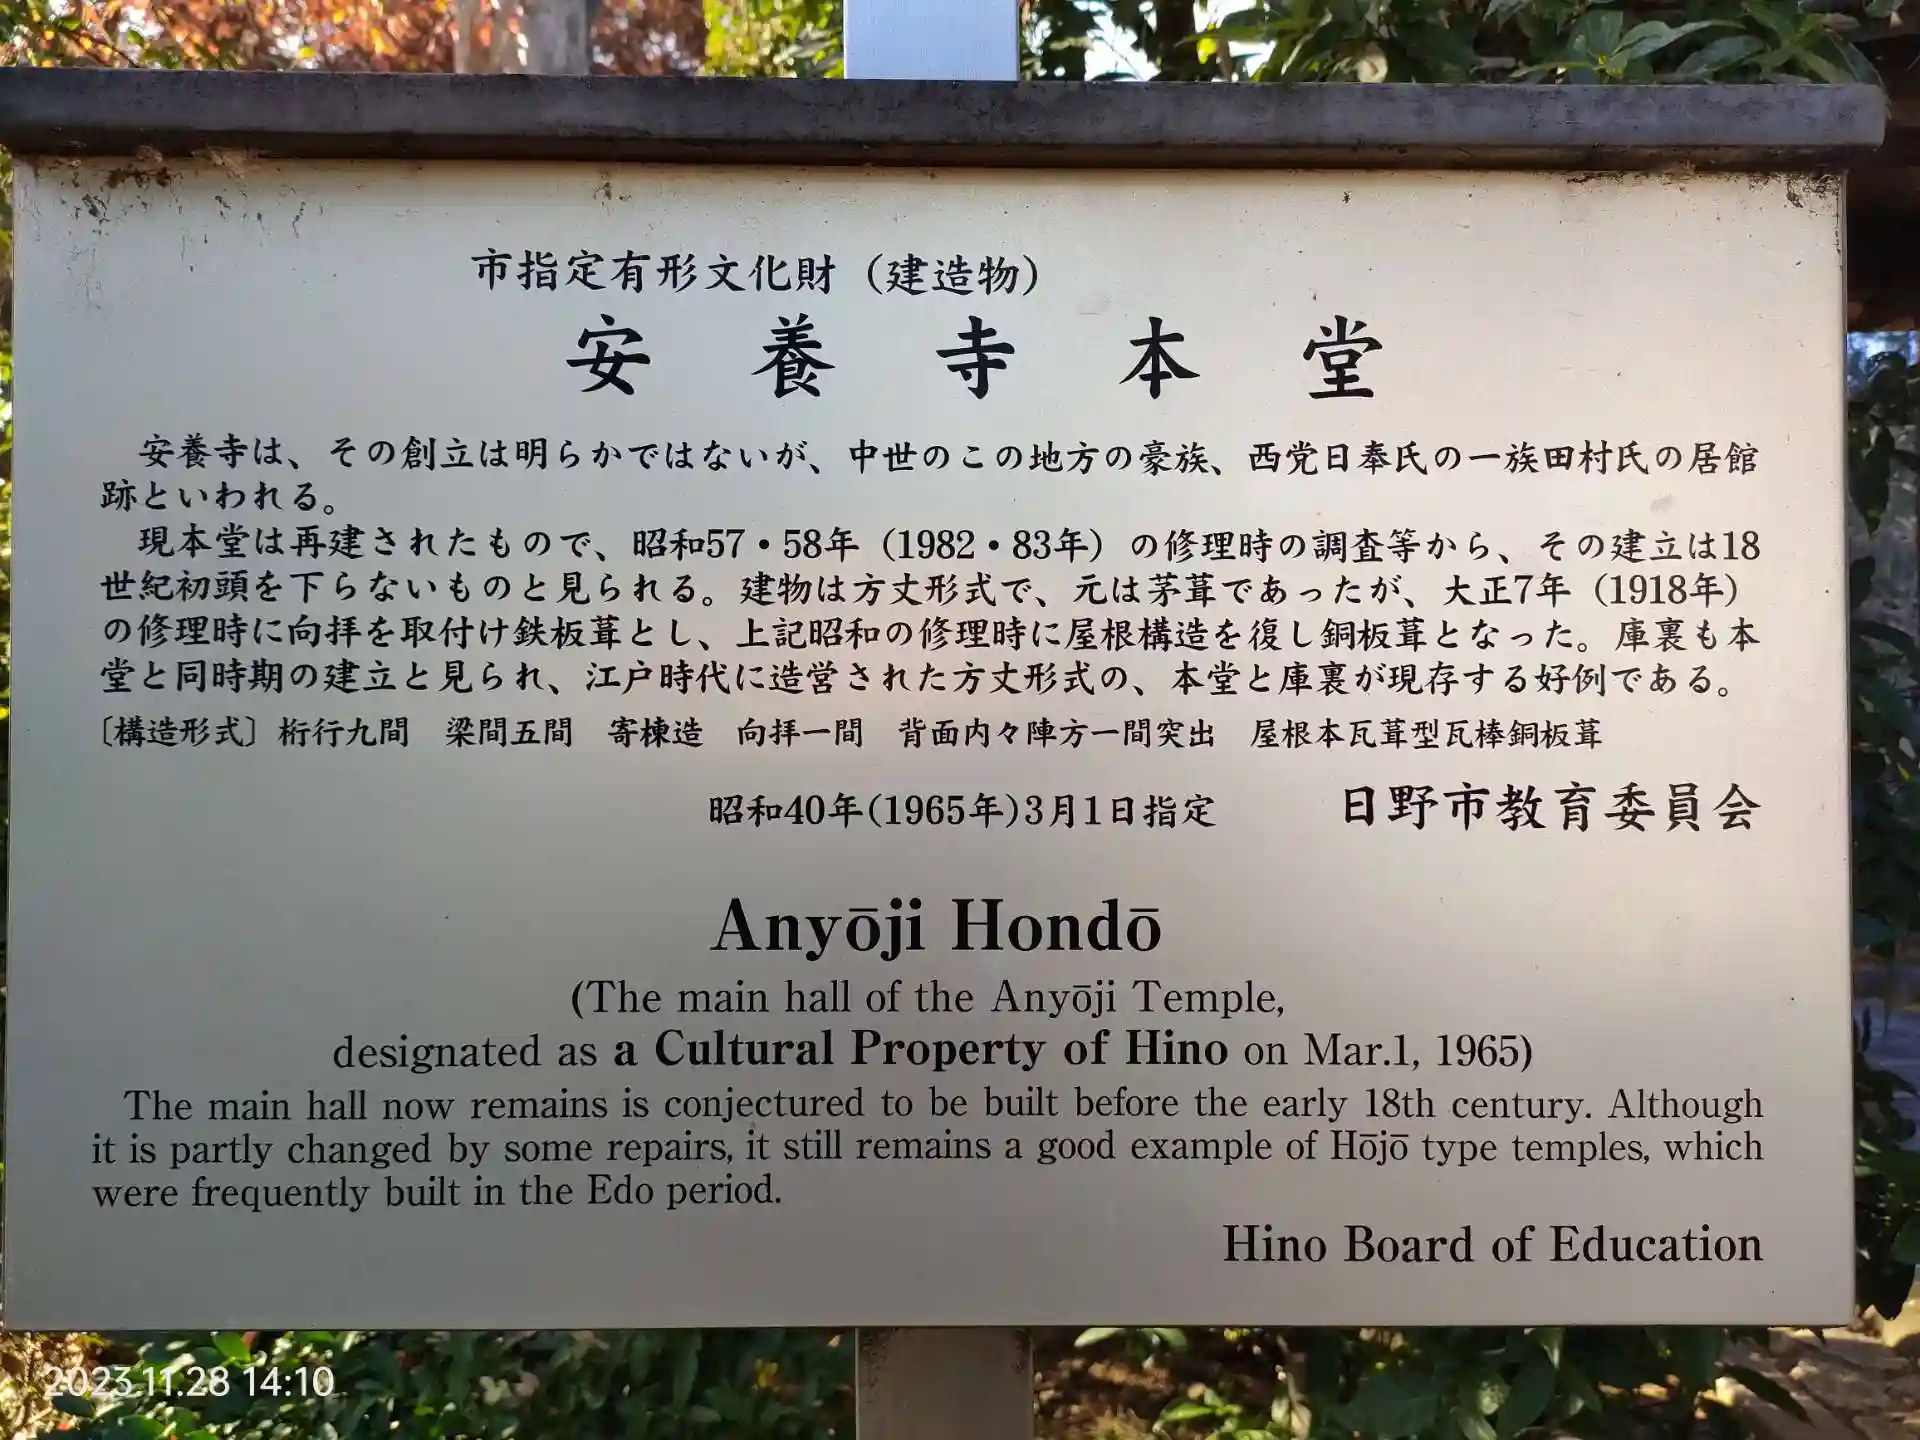 市指定有形文化財（建造物）
安養寺本堂
安養寺は、その創立は明らかではないが、中世のこの地方の豪族、西党日奉氏の一族田村氏の居館
跡といわれる。
現本堂は再建されたもので、昭和57・58年（1982・83年）の修理時の調査等から、その建立は18
世紀初頭を下らないものと見られる。建物は方丈形式で、元は茅葺であったが、大正7年（1918年）
の修理時に向拝を取付け鉄板葺とし、上記昭和の修理時に屋根構造を復し銅板葺となった。庫裏も本
堂と同時期の建立と見られ、江戸時代に造営された方丈形式の、本堂と庫裏が現存する好例である。
〔構造形式〕桁行九間　梁間五間　寄棟造　向拝一間　背面内々陣方一間突出　屋根本瓦葺型瓦棒銅板葺
昭和40年(1965年)3月1日指定　日野市教育委員会
Anyōji Hondō
(The main hall of the Anyōji Temple,
designated as a Cultural Property of Hino on Mar.1, 1965)
The main hall now remains is conjectured to be built before the early 18th century. Although
it is partly changed by some repairs, it still remains a good example of Hōjō type temples, which
were frequently built in the Edo period.
Hino Board of Education
2023.11.28 14:10